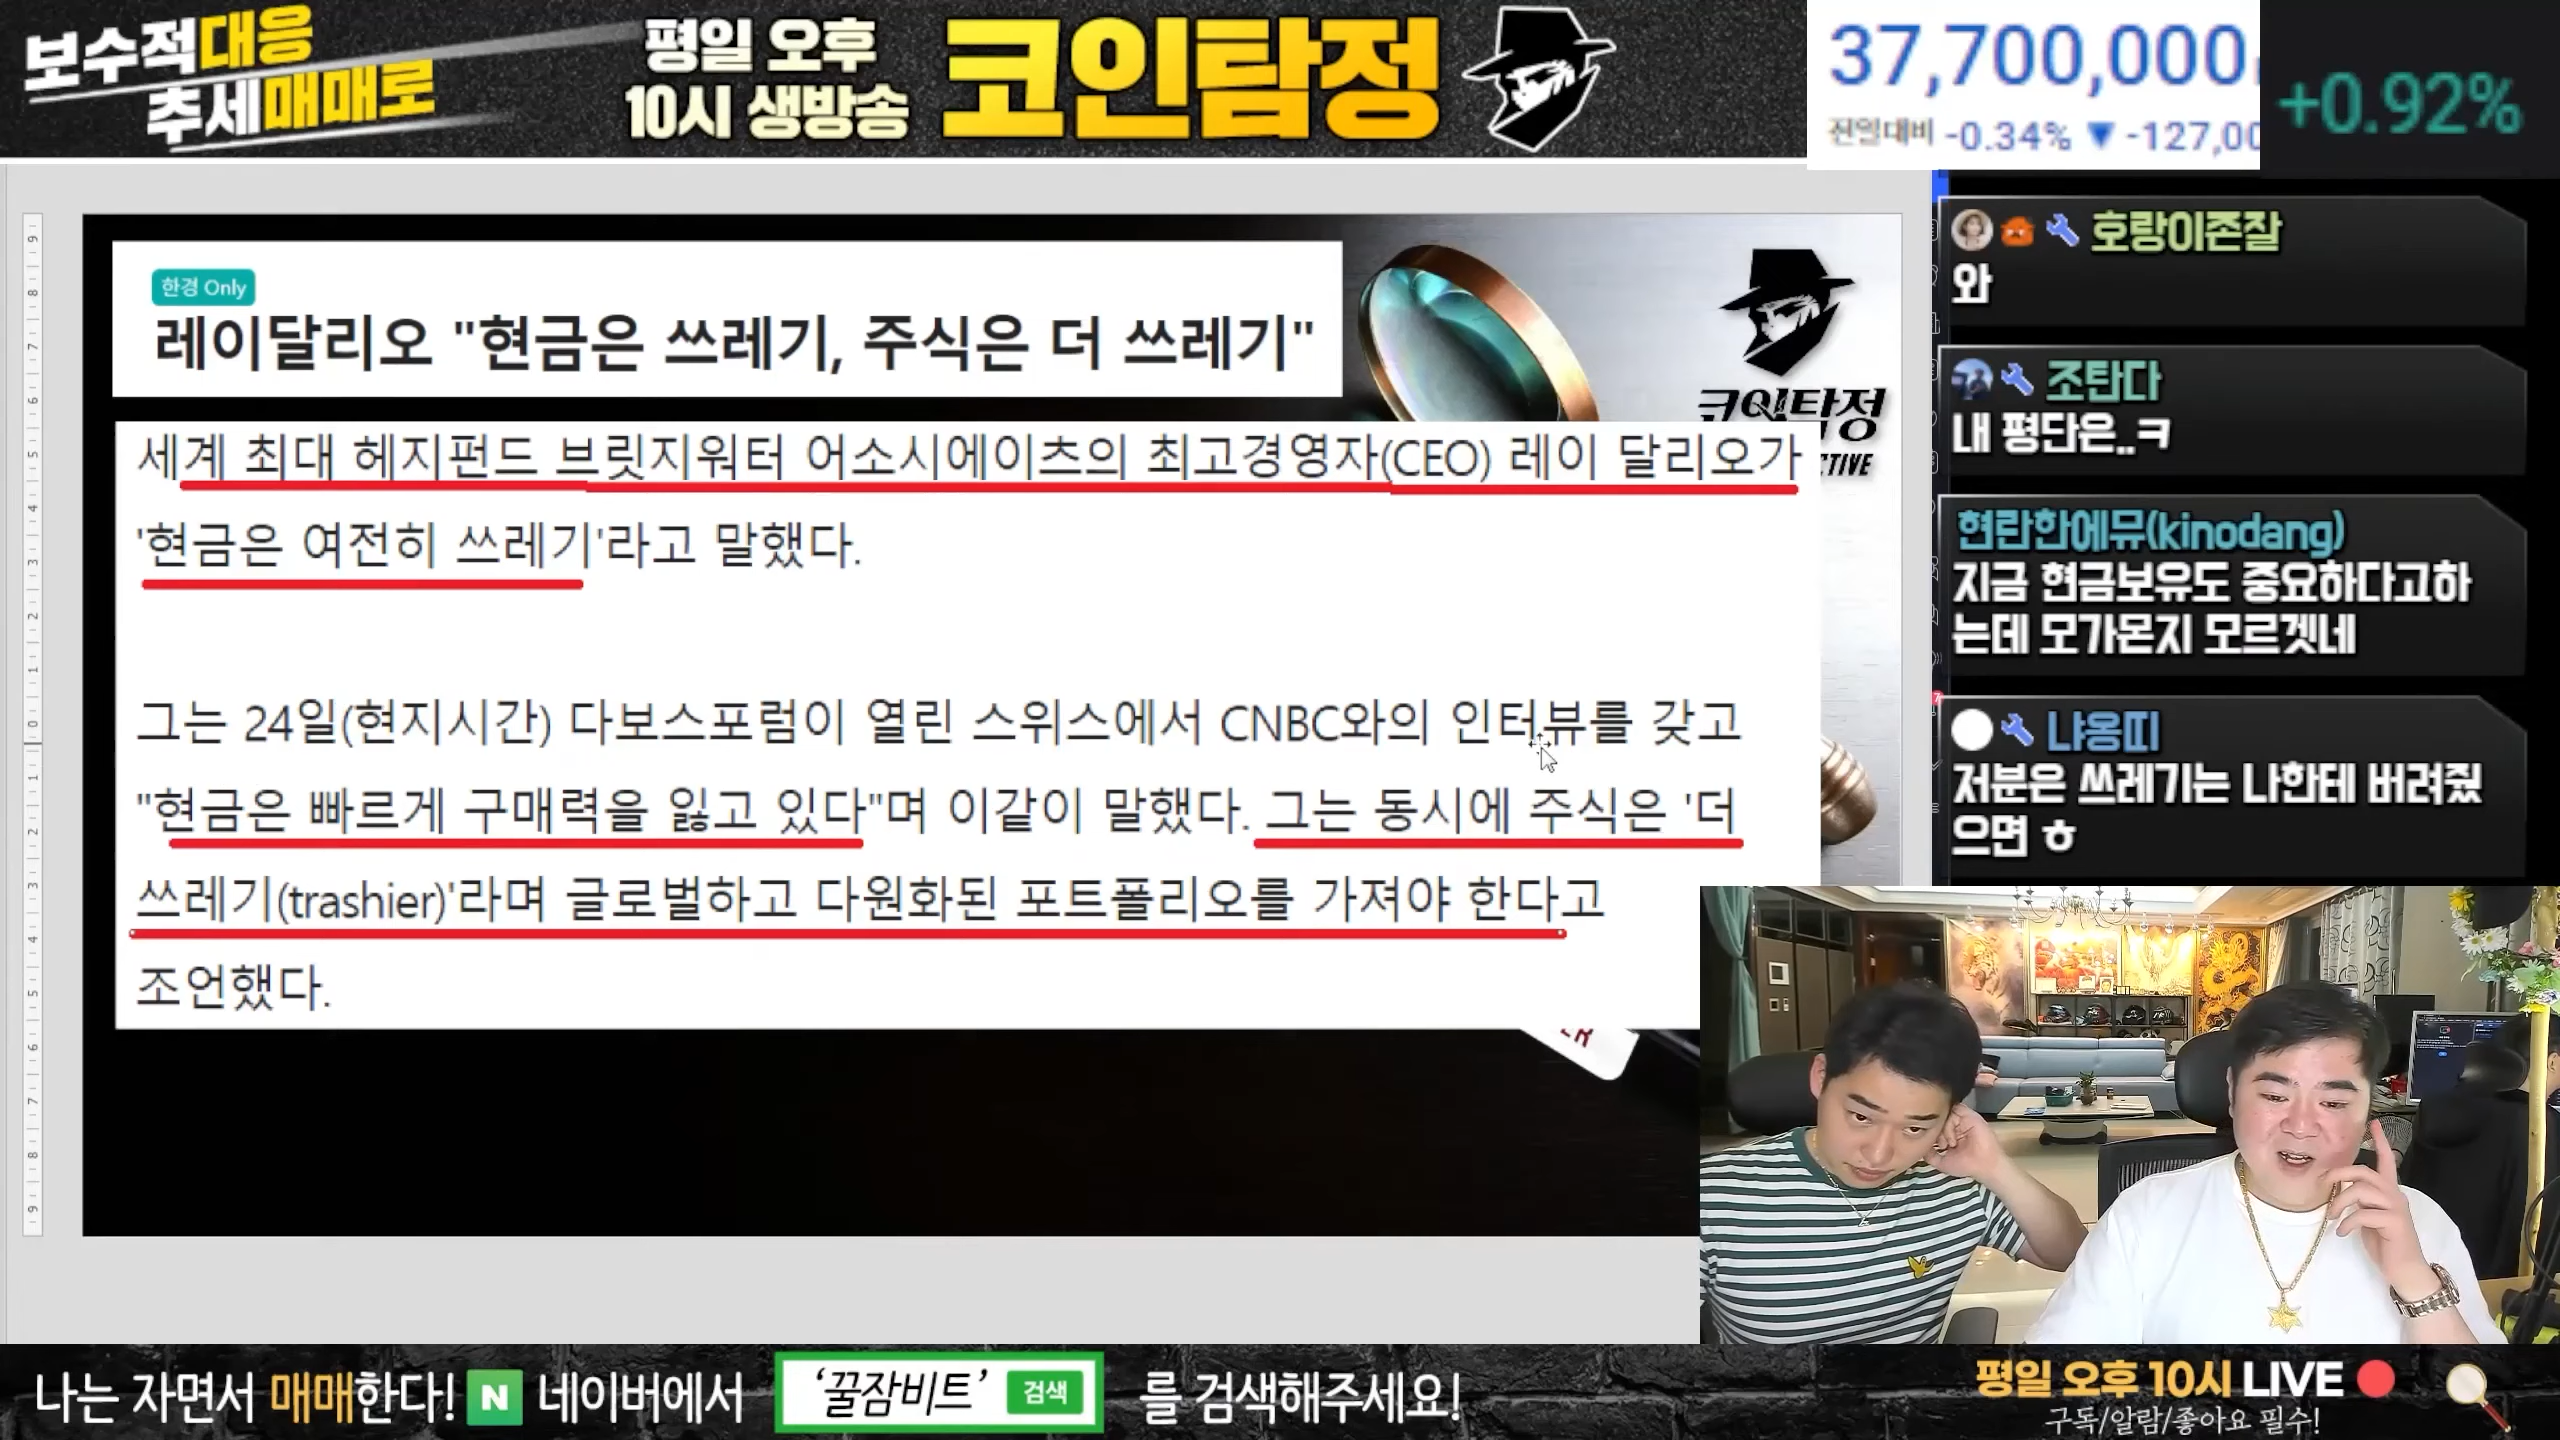 보수적대응
추세매매로
평일 오후
10시 생방송
코인탐정
37,700,000
전일대비 -0.34% ▼ -127,00
+0.92%
한경 Only
레이달리오 "현금은 쓰레기, 주식은 더 쓰레기"
코인탐정
CTIVE
세계 최대 헤지펀드 브릿지워터 어소시에이츠의 최고경영자(CEO) 레이 달리오가
'현금은 여전히 쓰레기'라고 말했다.
그는 24일(현지시간) 다보스포럼이 열린 스위스에서 CNBC와의 인터뷰를 갖고
"현금은 빠르게 구매력을 잃고 있다"며 이같이 말했다. 그는 동시에 주식은 '더
쓰레기(trashier)'라며 글로벌하고 다원화된 포트폴리오를 가져야 한다고
조언했다.
ER
호랑이존잘
와
조탄다
내 평단은..ㅋ
현란한에뮤(kinodang)
지금 현금보유도 중요하다고하
는데 모가몬지 모르겟네
냐옹띠
저분은 쓰레기는 나한테 버려줬
으면 ㅎ
나는 자면서 매매한다! N 네이버에서 '꿀잠비트' 검색 를 검색해주세요!
평일 오후 10시 LIVE
구독/알람/좋아요 필수!